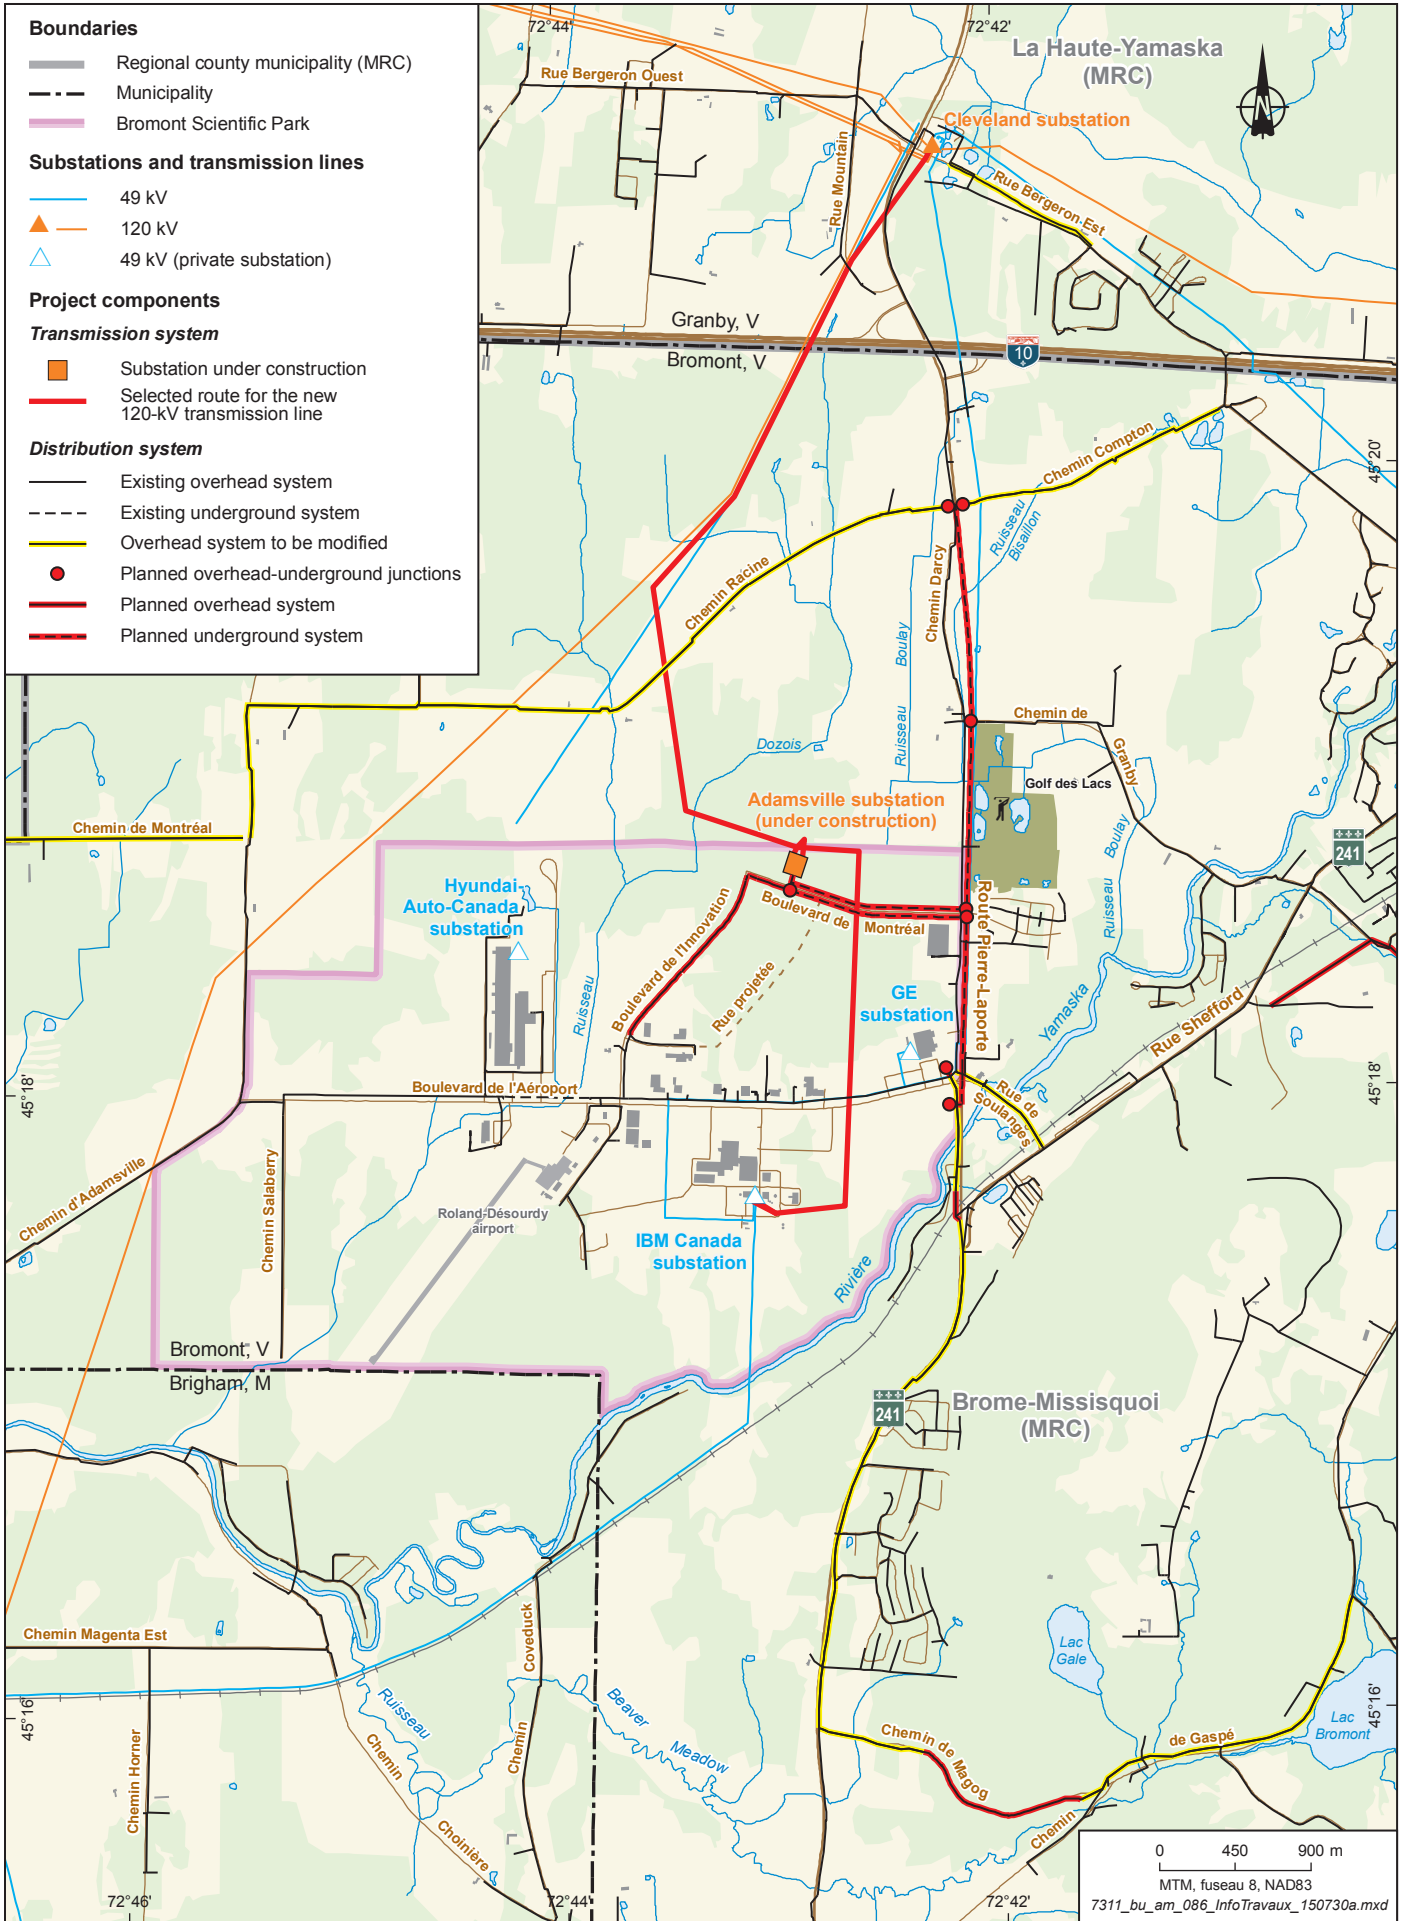 Boundaries
Regional county municipality (MRC)
Municipality
Bromont Scientific Park
Substations and transmission lines
49 kV
120 kV
49 kV (private substation)
Project components
Transmission system
Substation under construction
Selected route for the new
120-kV transmission line
Distribution system
Existing overhead system
Existing underground system
Overhead system to be modified
Planned overhead-underground junctions
Planned overhead system
Planned underground system
72°44'
72°42'
La Haute-Yamaska
(MRC)
N
Rue Bergeron Ouest
Cleveland substation
Rue Mountain
Rue Bergeron Est
Granby, V
Bromont, V
10
Chemin Compton
45°20'
Ruisseau
Bisaillon
Chemin Racine
Chemin Darcy
Ruisseau Boulay
Chemin de
Granby
Dozois
Golf des Lacs
Adamsville substation
(under construction)
Chemin de Montréal
Ruisseau Boulay
241
Hyundai-
Auto-Canada
substation
Boulevard de l'Innovation
Boulevard de Montréal
Route Pierre-Laporte
Rue projetée
Ruisseau
GE
substation
Yamaska
Rue Shefford
45°18'
45°18'
Boulevard de l'Aéroport
Rue de
Soulanges
Chemin d'Adamsville
Chemin Salaberry
Roland-Désourdy
airport
IBM Canada
substation
Rivière
Bromont, V
Brigham, M
241
Brome-Missisquoi
(MRC)
Chemin Magenta Est
Coveduck
Chemin
Lac
Gale
45°16'
45°16'
Ruisseau
Beaver
Meadow
Chemin de Magog
de Gaspé
Lac
Bromont
Chemin Horner
Chemin
Choinière
Chemin
0 450 900 m
MTM, fuseau 8, NAD83
7311_bu_am_086_InfoTravaux_150730a.mxd
72°46'
72°44'
72°42'